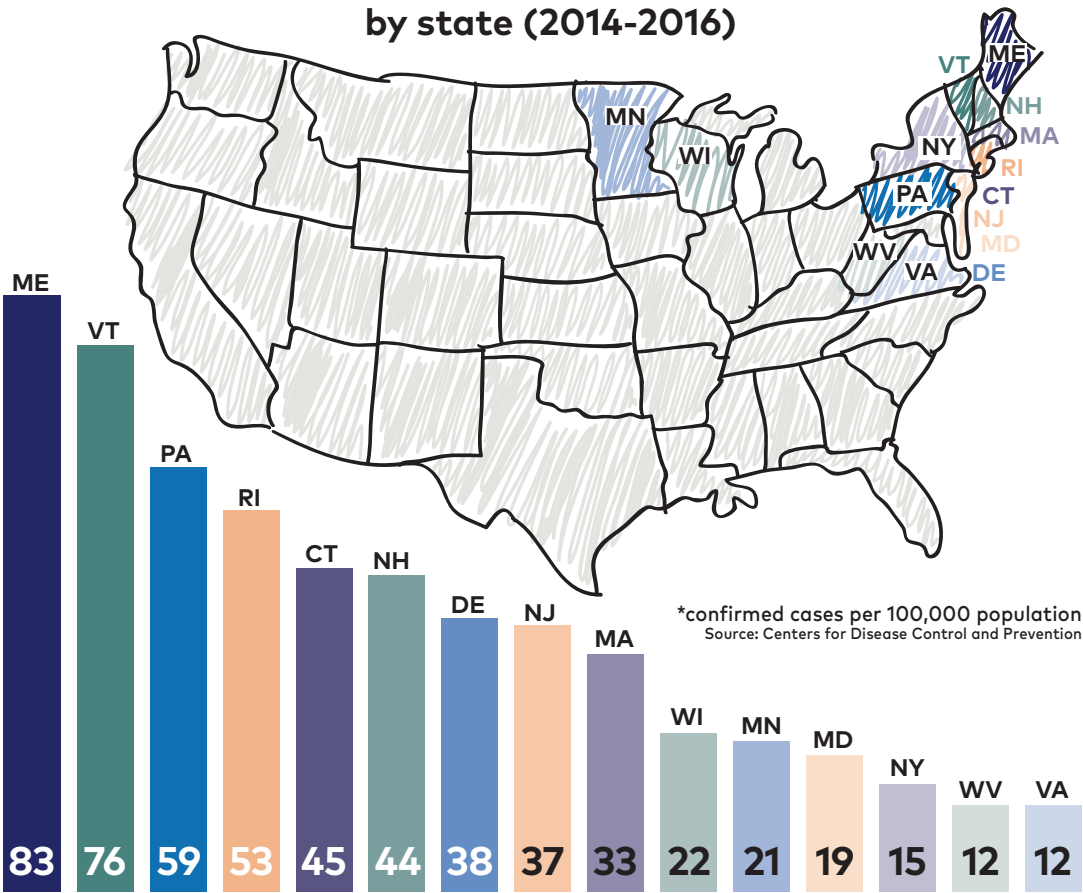 by state (2014-2016)
ME
VT
NH
MA
RI
CT
NJ
MD
DE
MN
WI
NY
PA
WV
VA
ME
VT
PA
RI
CT
NH
DE
NJ
MA
WI
MN
MD
NY
WV
VA
*confirmed cases per 100,000 population
Source: Centers for Disease Control and Prevention
83 76 59 53 45 44 38 37 33 22 21 19 15 12 12